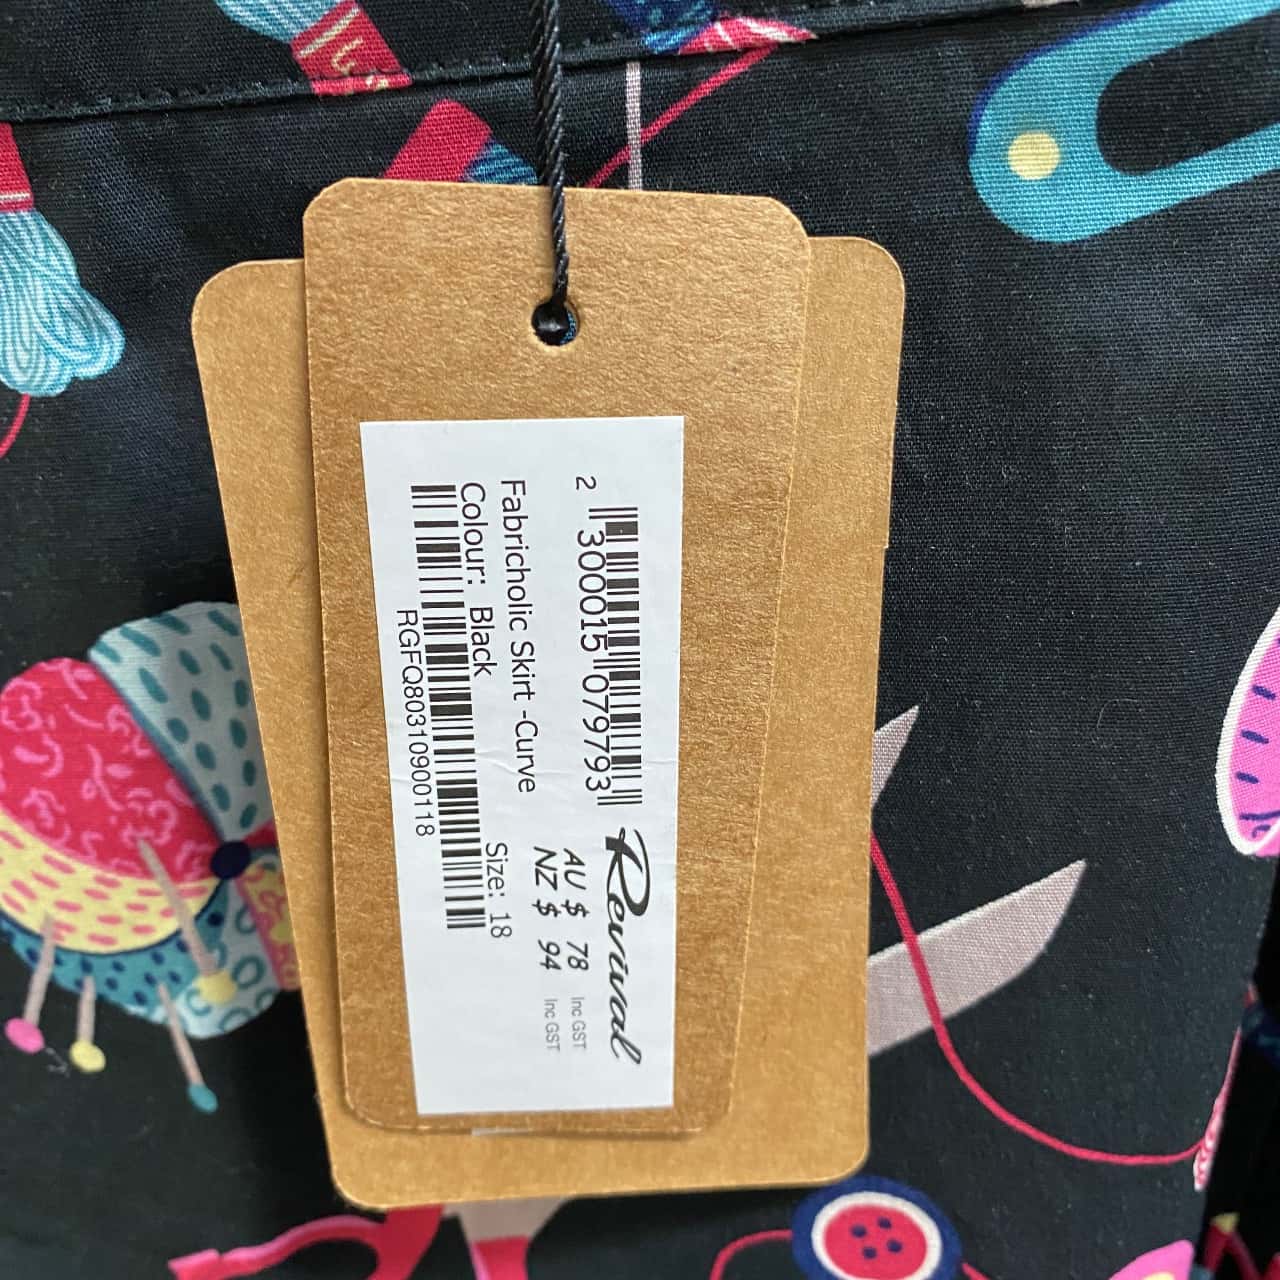 2 300015 079793
Revival
AU $ 78 Inc GST
NZ $ 94 Inc GST
Fabricholic Skirt -Curve
Colour: Black Size: 18
RGFQ80310900118